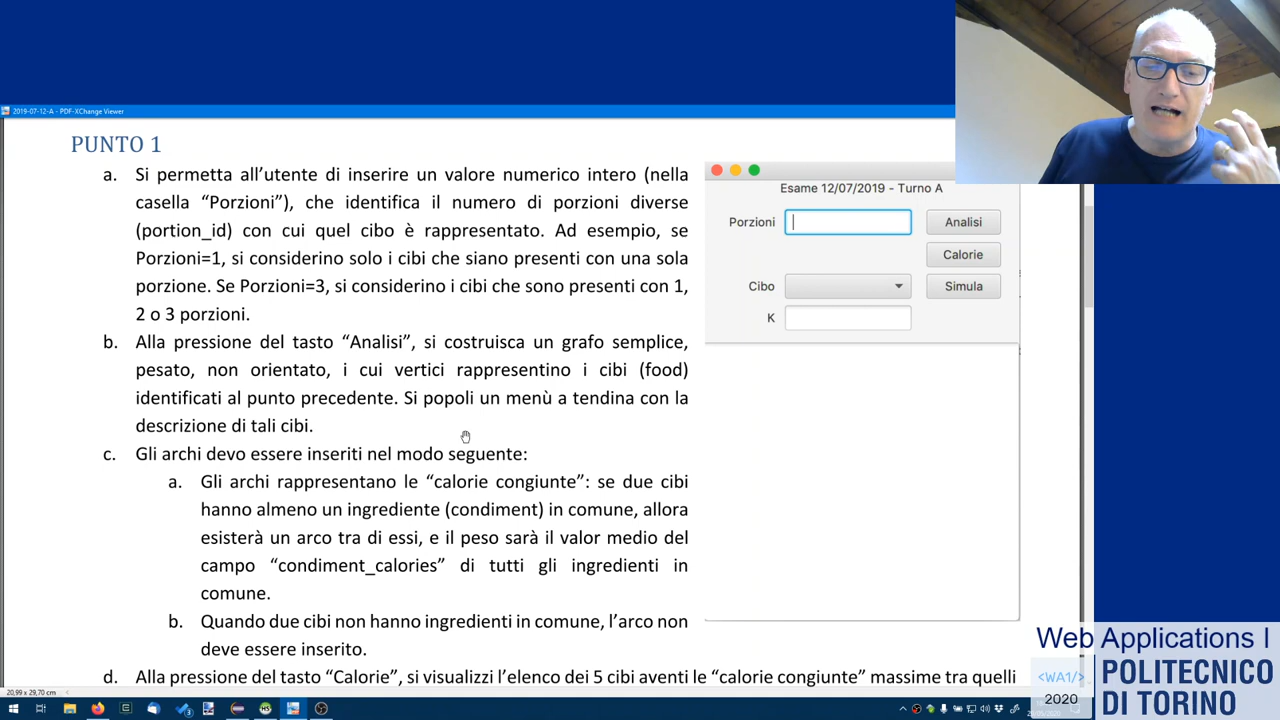 2019-07-12-A - PDF-XChange Viewer
PUNTO 1
a. Si permetta all’utente di inserire un valore numerico intero (nella
casella “Porzioni”), che identifica il numero di porzioni diverse
(portion_id) con cui quel cibo è rappresentato. Ad esempio, se
Porzioni=1, si considerino solo i cibi che siano presenti con una sola
porzione. Se Porzioni=3, si considerino i cibi che sono presenti con 1,
2 o 3 porzioni.
b. Alla pressione del tasto “Analisi”, si costruisca un grafo semplice,
pesato, non orientato, i cui vertici rappresentino i cibi (food)
identificati al punto precedente. Si popoli un menù a tendina con la
descrizione di tali cibi.
c. Gli archi devo essere inseriti nel modo seguente:
a. Gli archi rappresentano le “calorie congiunte”: se due cibi
hanno almeno un ingrediente (condiment) in comune, allora
esisterà un arco tra di essi, e il peso sarà il valor medio del
campo “condiment_calories” di tutti gli ingredienti in
comune.
b. Quando due cibi non hanno ingredienti in comune, l’arco non
deve essere inserito.
d. Alla pressione del tasto “Calorie”, si visualizzi l’elenco dei 5 cibi aventi le “calorie congiunte” massime tra quelli
Esame 12/07/2019 - Turno A
Porzioni Analisi
Calorie
Cibo Simula
K
20,99 x 29,70 cm
Web Applications I
<WA1/>
2020
POLITECNICO
DI TORINO